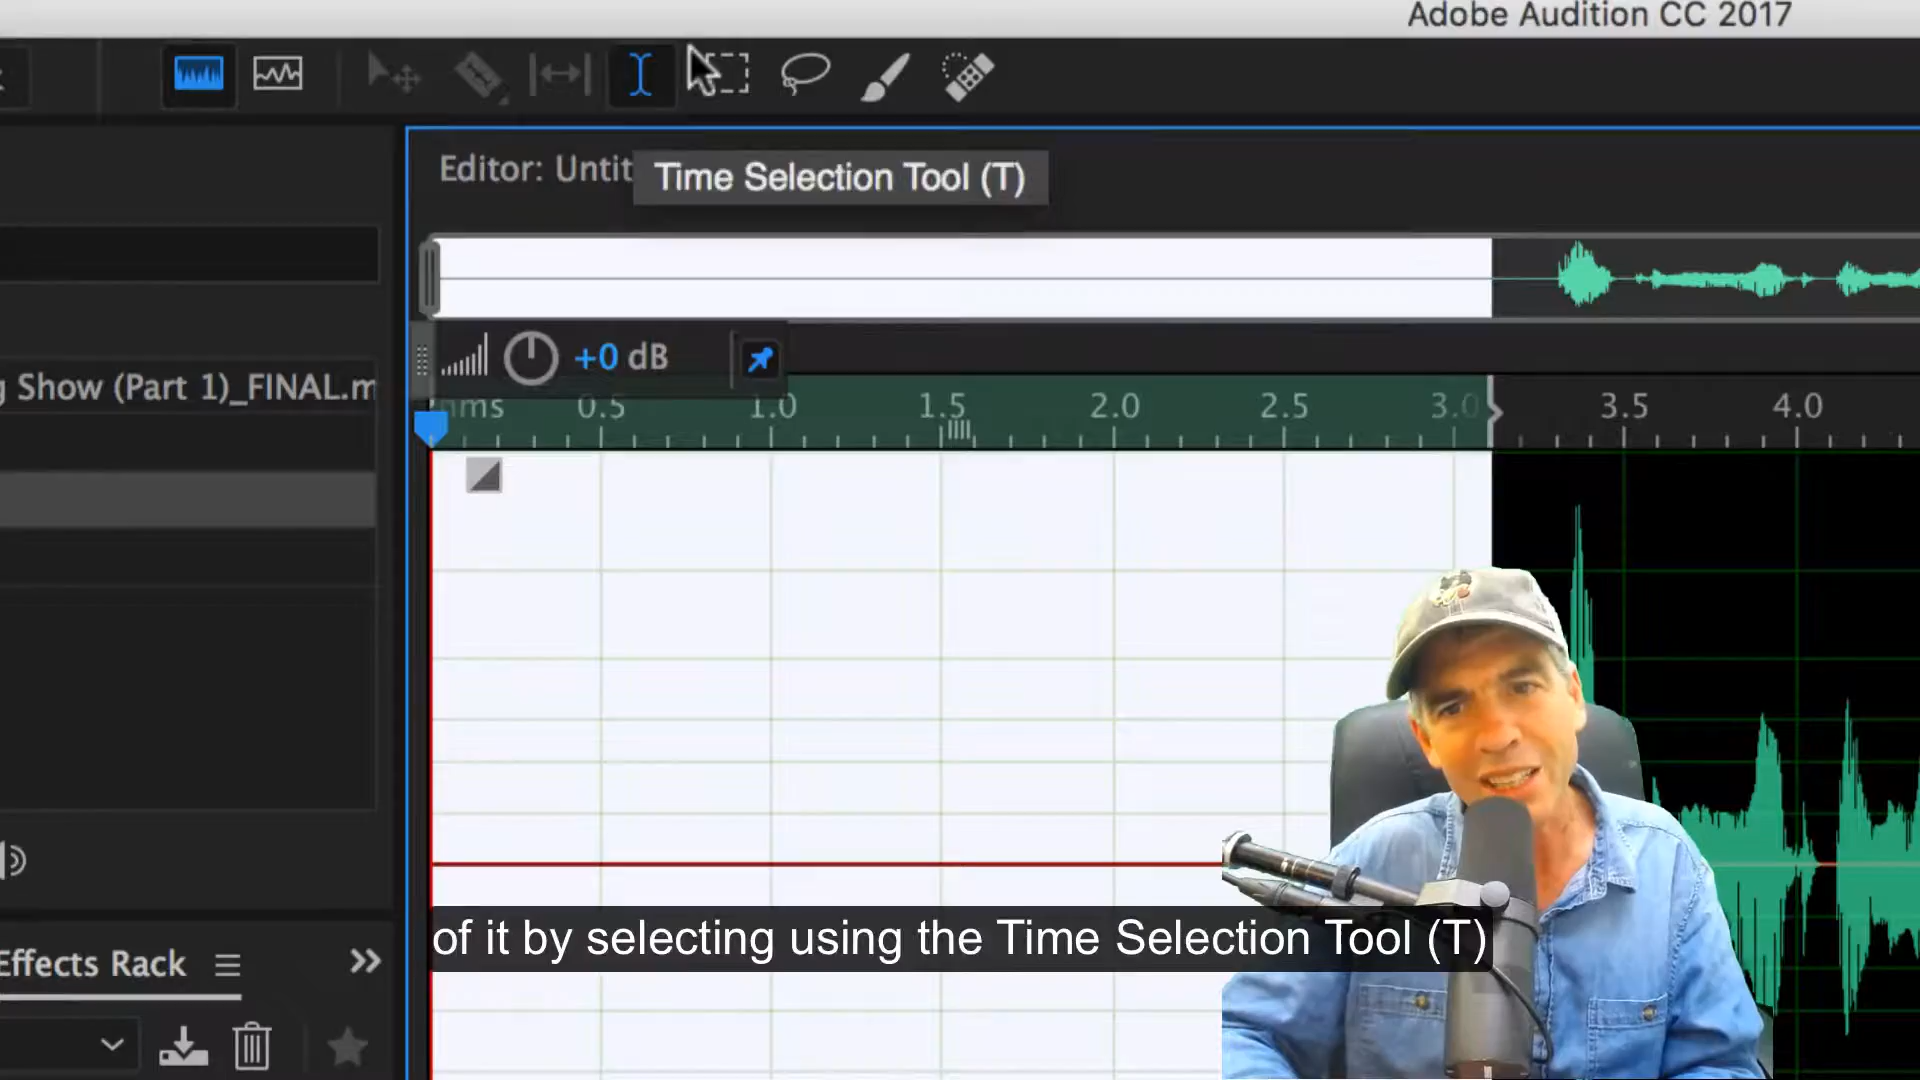 Adobe Audition CC 2017
Editor: Untit
Time Selection Tool (T)
+0 dB
0.5 1.0 1.5 2.0 2.5 3.0 3.5 4.0
Show (Part 1)_FINAL.m
of it by selecting using the Time Selection Tool (T)
Effects Rack